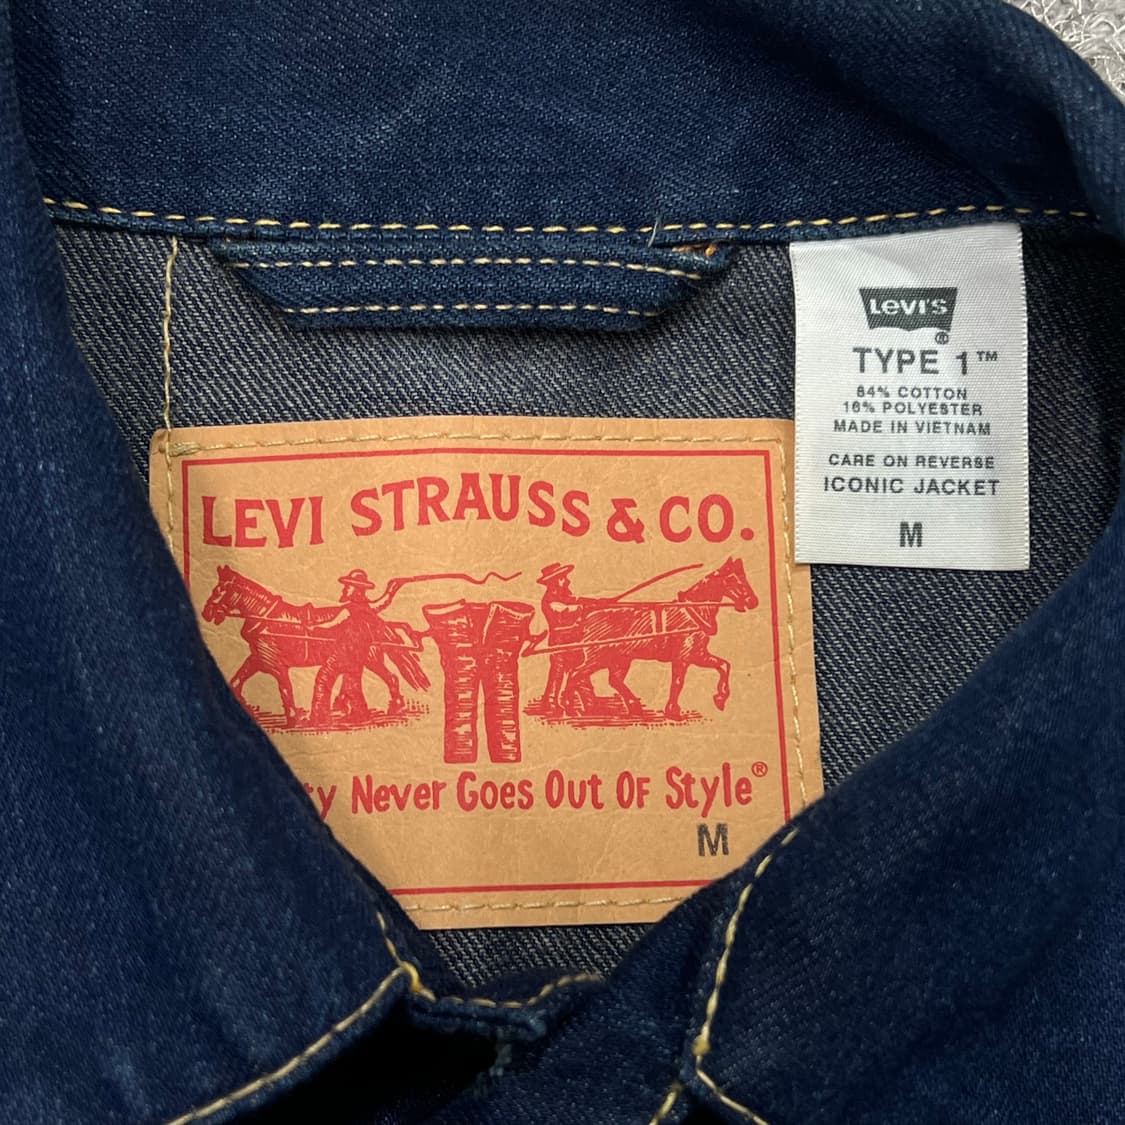 LEVI'S
®
TYPE 1™
84% COTTON
16% POLYESTER
MADE IN VIETNAM
CARE ON REVERSE
ICONIC JACKET
M
LEVI STRAUSS & CO.
Never Goes Out Of Style®
M